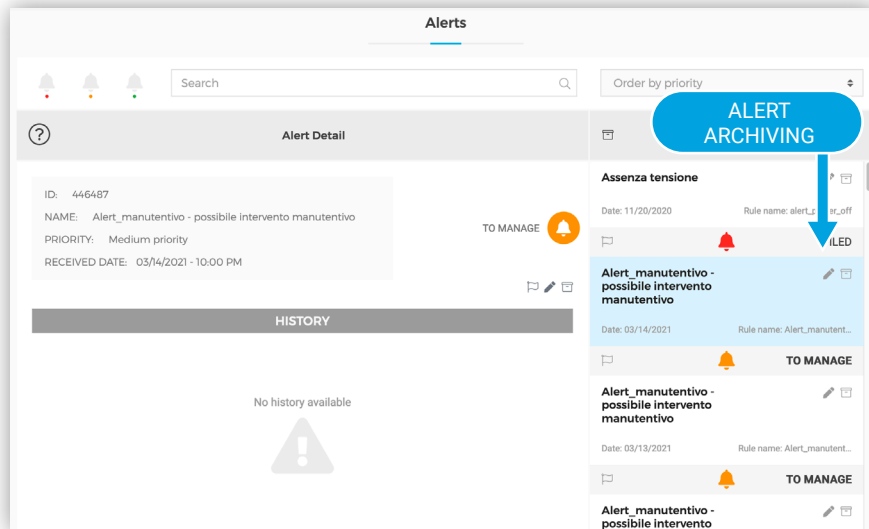 Alerts
Search
Order by priority
ALERT
ARCHIVING
Alert Detail
ID: 446487
NAME: Alert_manutentivo - possibile intervento manutentivo
PRIORITY: Medium priority
RECEIVED DATE: 03/14/2021 - 10:00 PM
TO MANAGE
HISTORY
No history available
Assenza tensione
Date: 11/20/2020 Rule name:
Alert_manutentivo -
possibile intervento
manutentivo
Date: 03/14/2021 Rule name: Alert_manutent...
TO MANAGE
Alert_manutentivo -
possibile intervento
manutentivo
Date: 03/13/2021 Rule name: Alert_manutent...
TO MANAGE
Alert_manutentivo -
possibile intervento